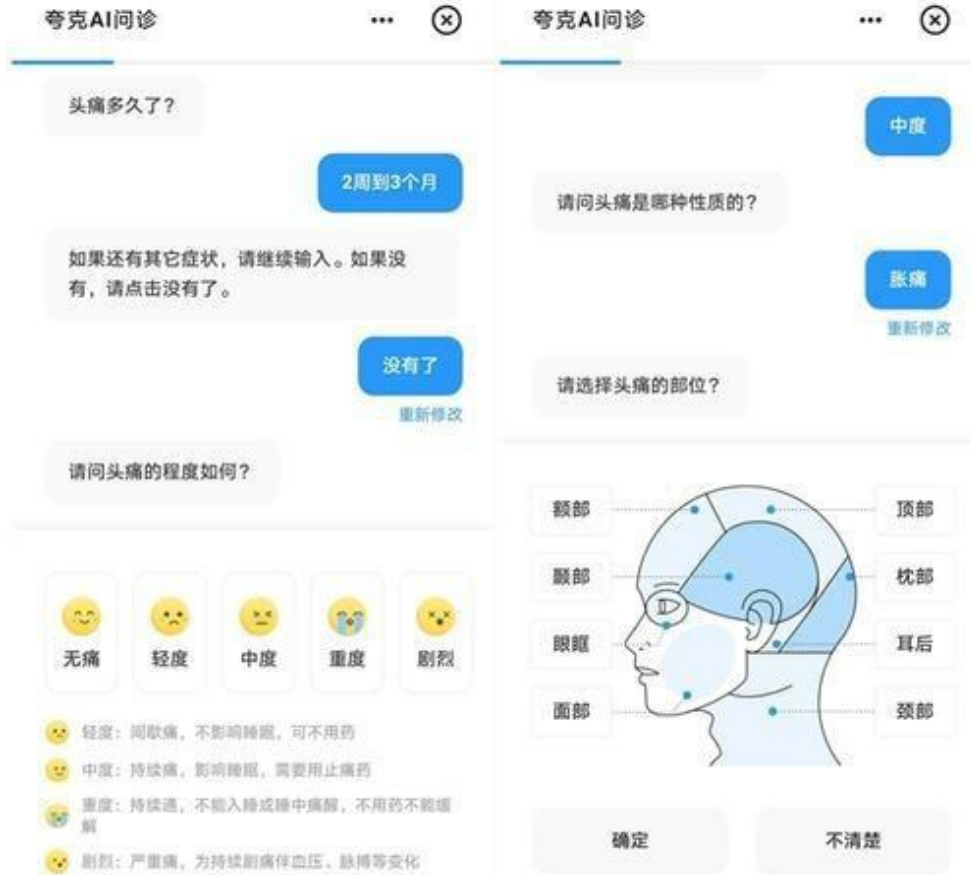 夸克AI问诊
头痛多久了？
2周到3个月
如果还有其它症状，请继续输入。如果没
有，请点击没有了。
没有了
重新修改
请问头痛的程度如何？
无痛
轻度
中度
重度
剧烈
轻度：间歇痛，不影响睡眠，可不用药
中度：持续痛，影响睡眠，需要用止痛药
重度：持续通，不能入睡或睡中痛醒，不用药不能缓
解
剧烈：严重痛，为持续剧痛伴血压、脉搏等变化
夸克AI问诊
中度
请问头痛是哪种性质的？
胀痛
重新修改
请选择头痛的部位？
额部
顶部
颞部
枕部
眼眶
耳后
面部
颈部
确定
不清楚